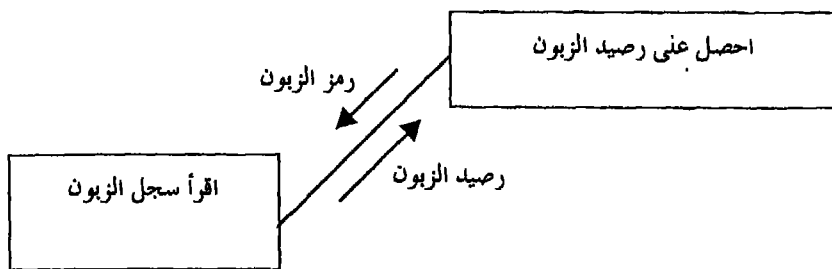 احصل على رصيد الزبون
رمز الزبون
رصيد الزبون
اقرأ سجل الزبون